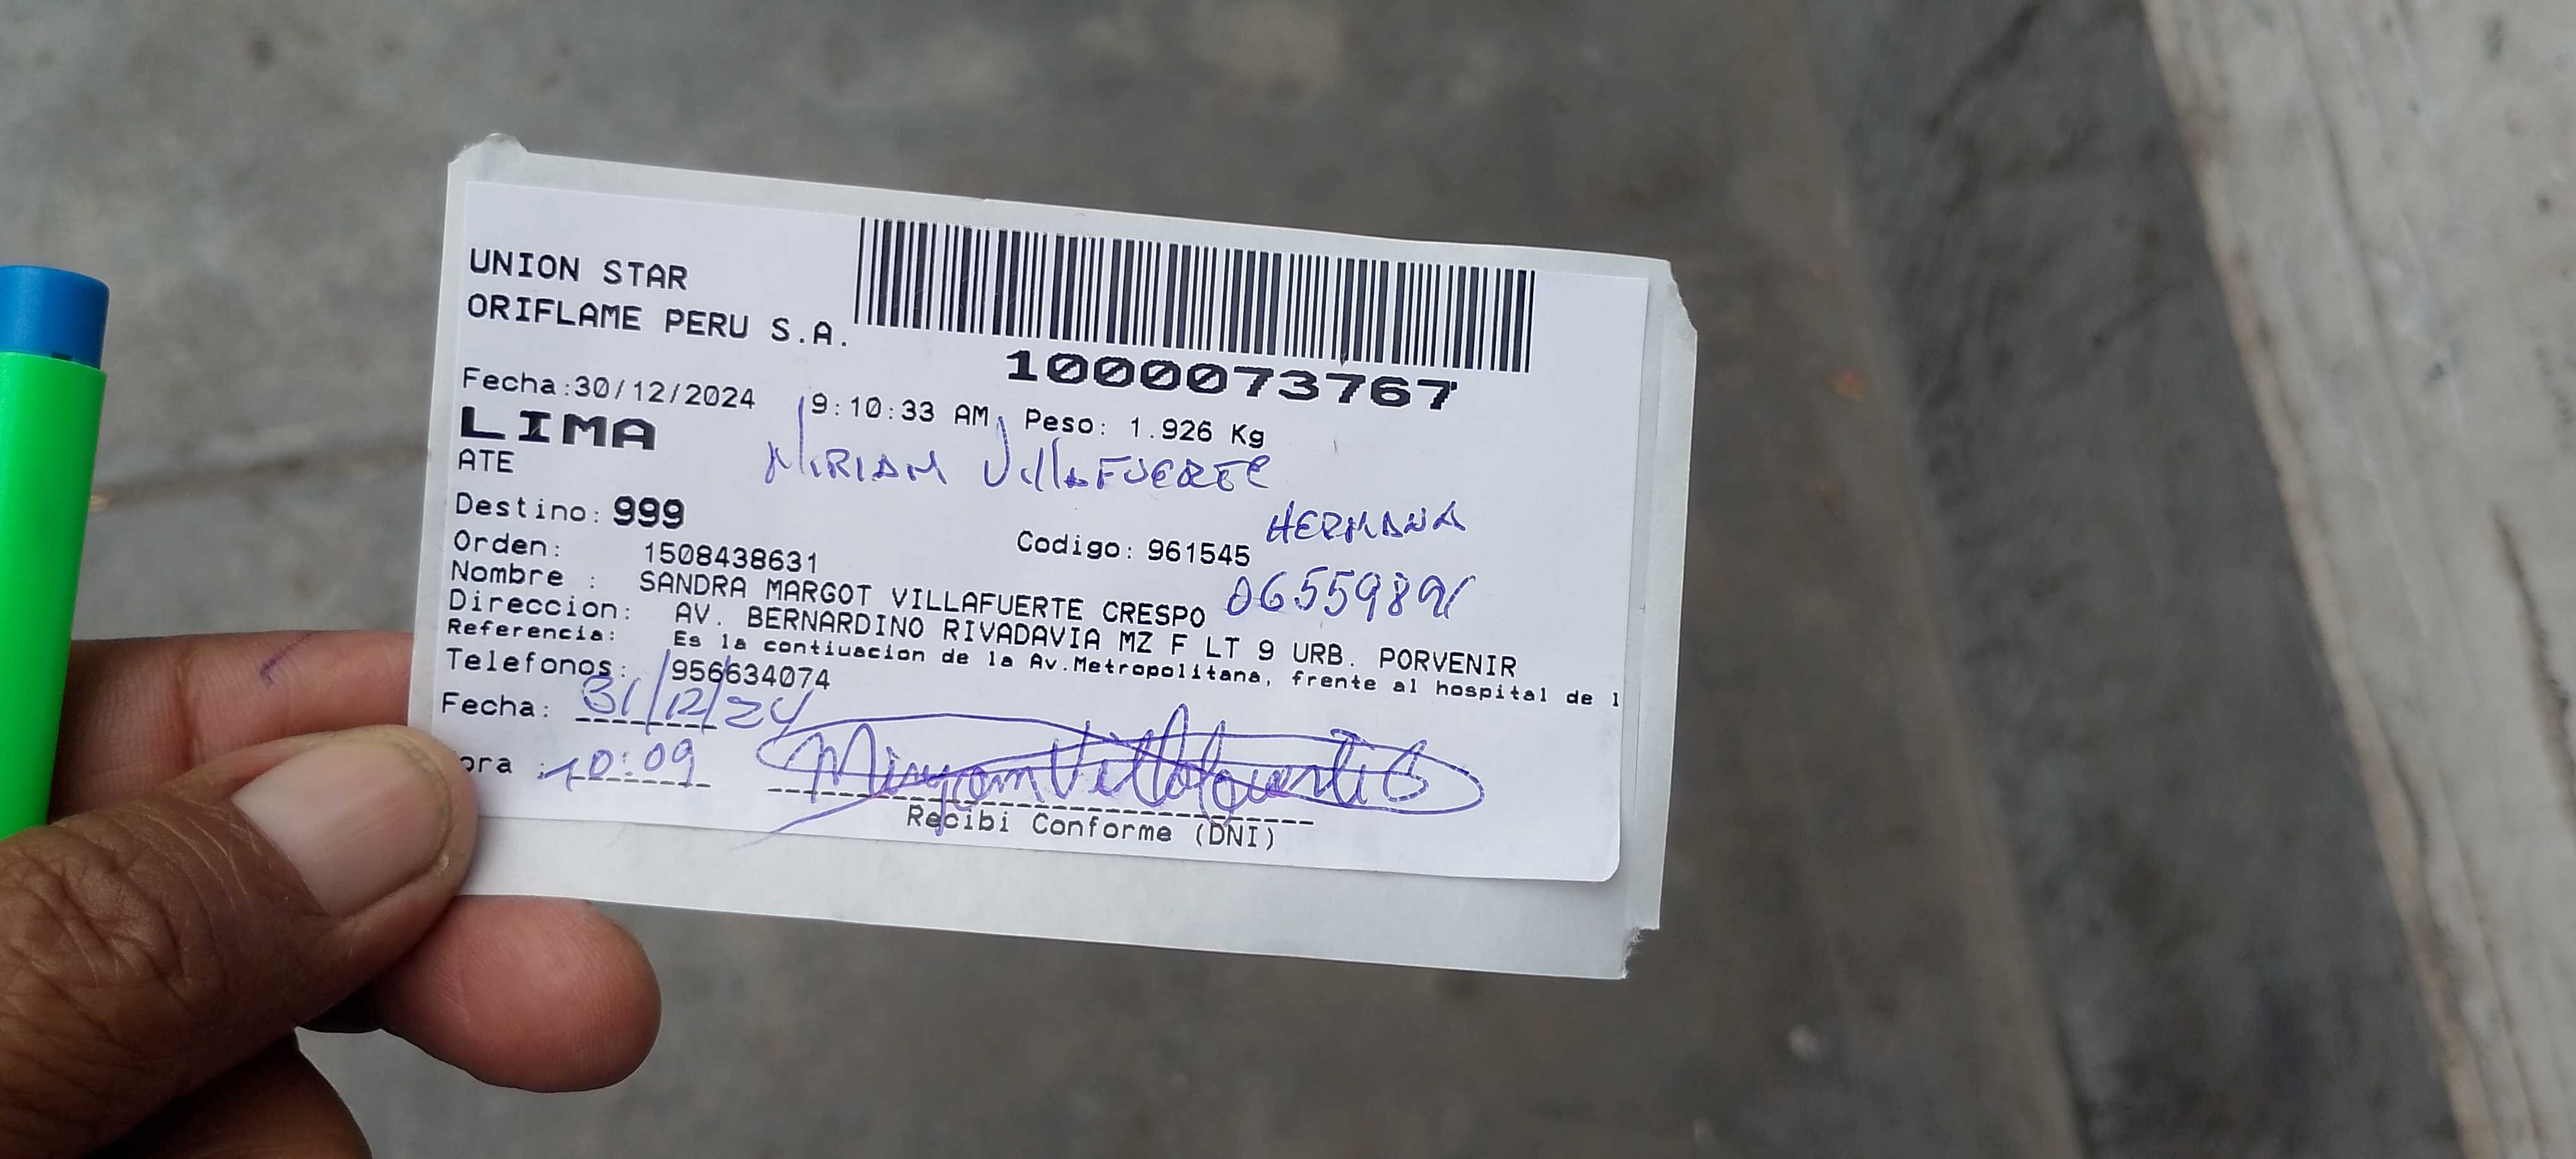 UNION STAR
ORIFLAME PERU S.A.
1000073767
Fecha:30/12/2024 9:10:33 AM Peso: 1.926 Kg
LIMA
ATE
MIRIAM VillAFUERTE
HERMANA
Destino: 999
Orden: 1508438631 Codigo: 961545
Nombre : SANDRA MARGOT VILLAFUERTE CRESPO
Direccion: AV. BERNARDINO RIVADAVIA MZ F LT 9 URB. PORVENIR
Referencia: Es la contiuacion de la Av.Metropolitana, frente al hospital de l
Telefonos: 956634074
Fecha: 31/12/24
ora : 10:09
Miryam Villafuerte C
Recibi Conforme (DNI)